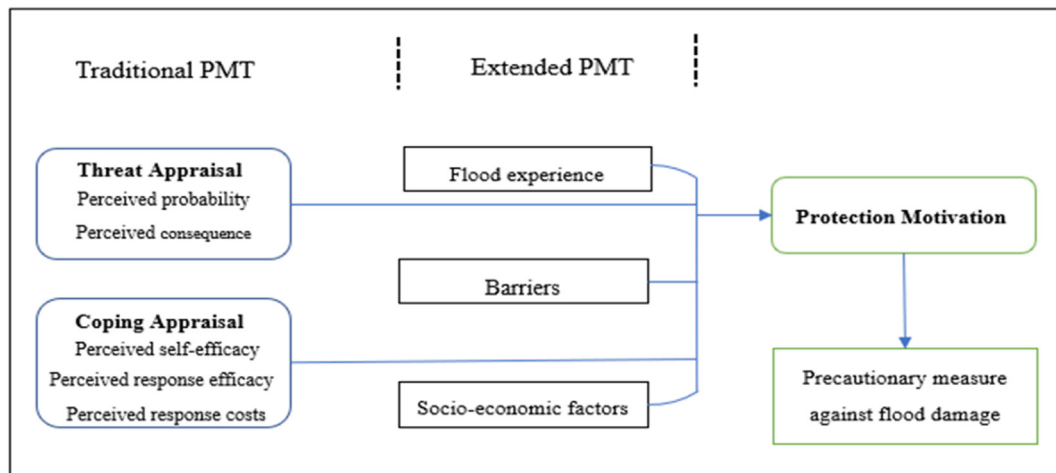 Traditional PMT
Extended PMT
Threat Appraisal
Perceived probability
Perceived consequence
Coping Appraisal
Perceived self-efficacy
Perceived response efficacy
Perceived response costs
Flood experience
Barriers
Socio-economic factors
Protection Motivation
Precautionary measure
against flood damage